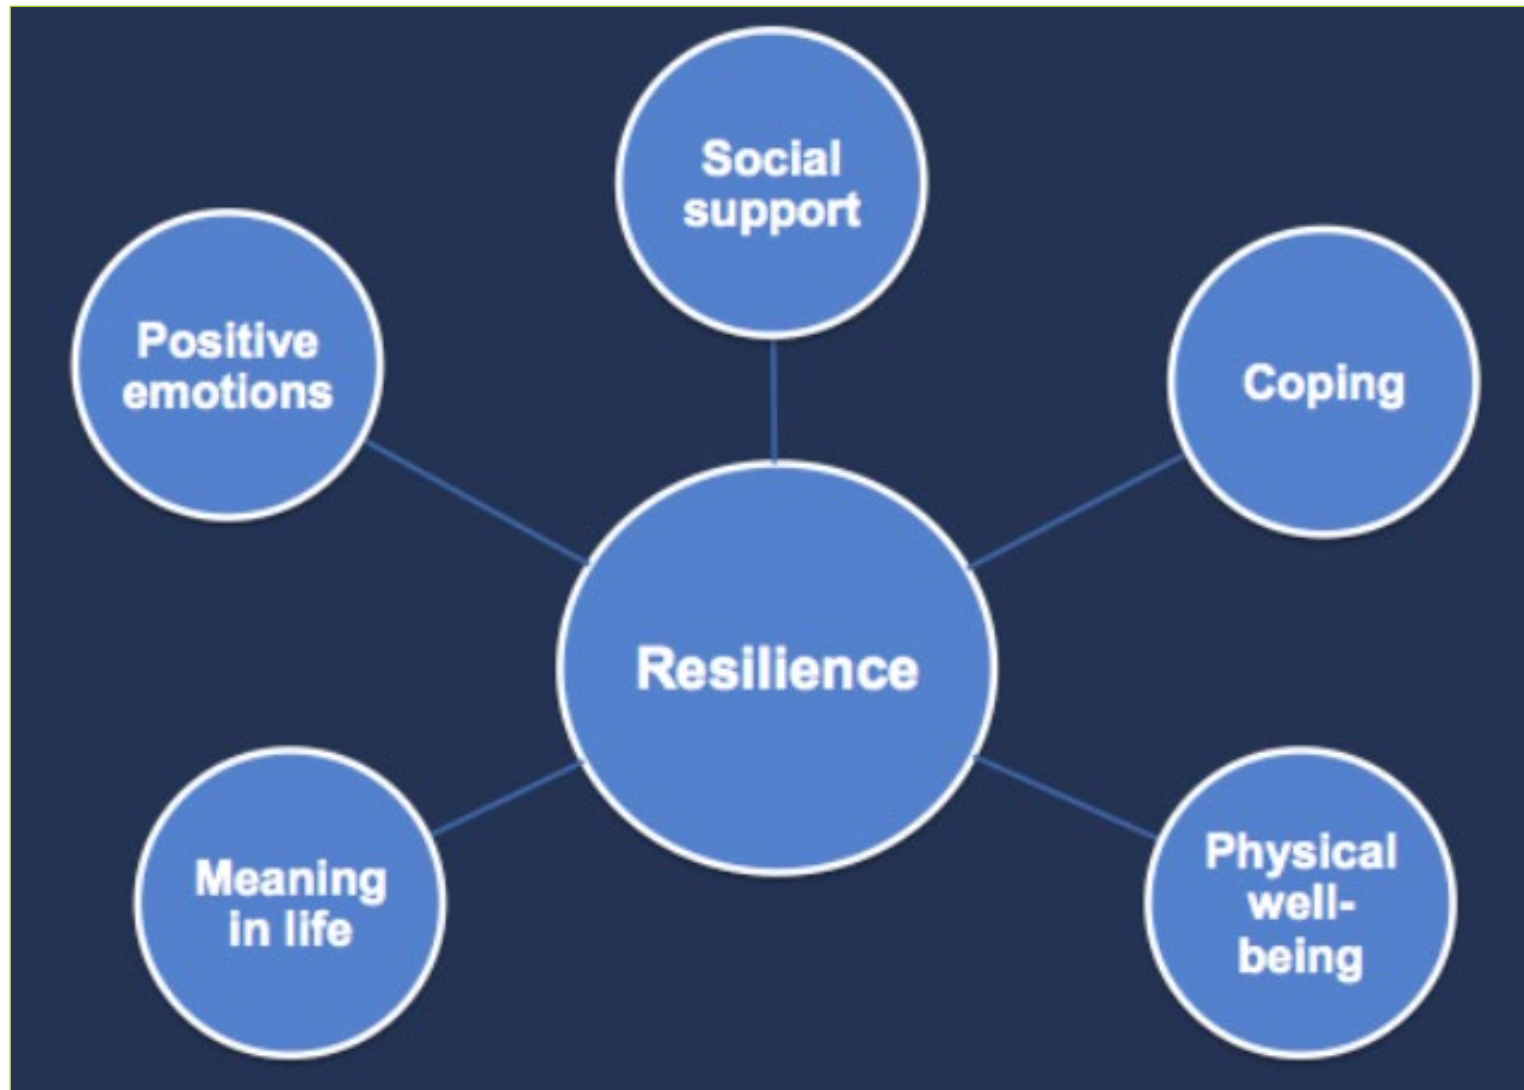 Social
support
Positive
emotions
Coping
Resilience
Meaning
in life
Physical
well-
being